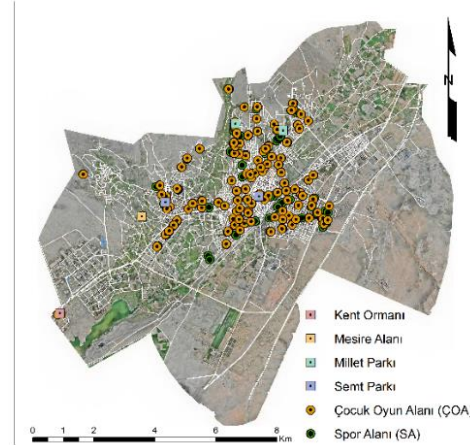 N
Kent Ormanı
Mesire Alanı
Millet Parkı
Semt Parkı
Çocuk Oyun Alanı (ÇOA)
Spor Alanı (SA)
0 1 2 4 6 8
Km